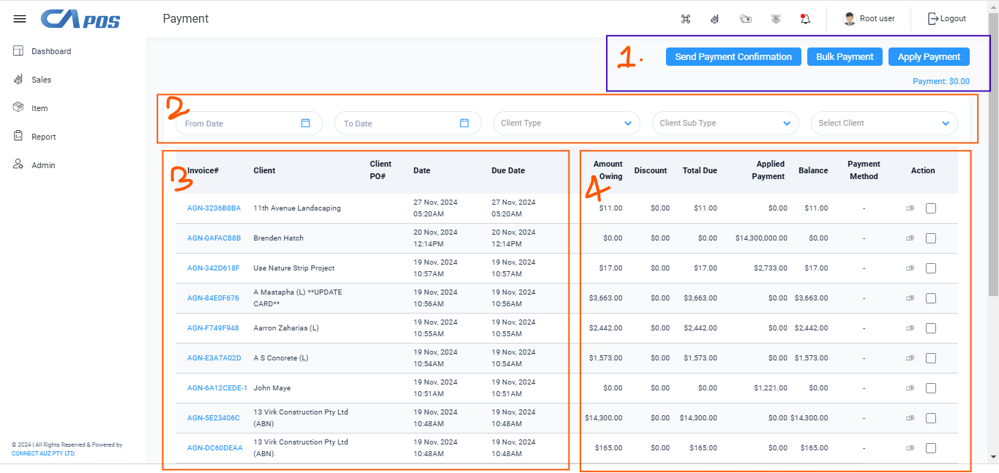 CA POS
Payment
Root user
Logout
Dashboard
Sales
Item
Report
Admin
© 2024 | All Rights Reserved & Powered by
CONNECT AUZ PTY LTD.
1.
Send Payment Confirmation Bulk Payment Apply Payment
Payment: $0.00
2
From Date To Date Client Type Client Sub Type Select Client
3
4
Invoice# Client Client PO# Date Due Date Amount Owing Discount Total Due Applied Payment Balance Payment Method Action
AGN-3236B8BA 11th Avenue Landscaping 27 Nov, 2024 05:20AM 27 Nov, 2024 05:20AM $11.00 $0.00 $11.00 $0.00 $11.00 -
AGN-0AFAC88B Brenden Hatch 20 Nov, 2024 12:14PM 20 Nov, 2024 12:14PM $0.00 $0.00 $0.00 $14,300,000.00 $0.00 -
AGN-342D618F Use Nature Strip Project 19 Nov, 2024 10:57AM 19 Nov, 2024 10:57AM $17.00 $0.00 $17.00 $2,733.00 $17.00 -
AGN-84E0F676 A Mastapha (L) **UPDATE CARD** 19 Nov, 2024 10:56AM 19 Nov, 2024 10:56AM $3,663.00 $0.00 $3,663.00 $0.00 $3,663.00 -
AGN-F749F948 Aarron Zaharias (L) 19 Nov, 2024 10:55AM 19 Nov, 2024 10:55AM $2,442.00 $0.00 $2,442.00 $0.00 $2,442.00 -
AGN-E3A7A02D A S Concrete (L) 19 Nov, 2024 10:54AM 19 Nov, 2024 10:54AM $1,573.00 $0.00 $1,573.00 $0.00 $1,573.00 -
AGN-6A12CEDE-1 John Maye 19 Nov, 2024 10:51AM 19 Nov, 2024 10:51AM $0.00 $0.00 $0.00 $1,221.00 $0.00 -
AGN-5E23406C 13 Virk Construction Pty Ltd (ABN) 19 Nov, 2024 10:48AM 19 Nov, 2024 10:48AM $14,300.00 $0.00 $14,300.00 $0.00 $14,300.00 -
AGN-DC60DEAA 13 Virk Construction Pty Ltd (ABN) 19 Nov, 2024 10:48AM 19 Nov, 2024 10:48AM $165.00 $0.00 $165.00 $0.00 $165.00 -